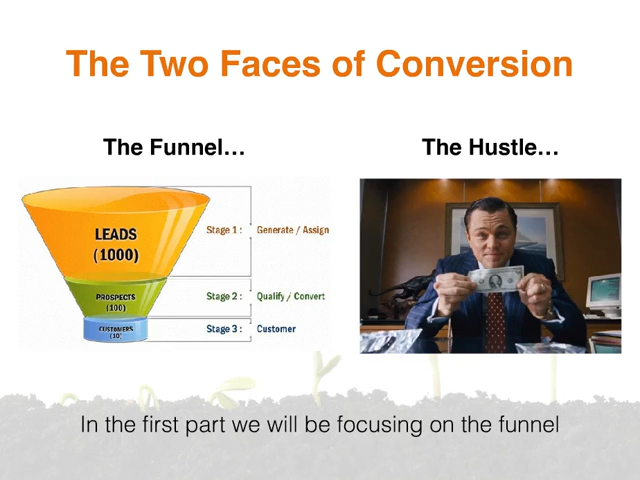 The Two Faces of Conversion
The Funnel…
The Hustle…
LEADS
(1000)
Stage 1 : Generate / Assign
PROSPECTS
(100)
Stage 2 : Qualify / Convert
CUSTOMERS
Stage 3 : Customer
In the first part we will be focusing on the funnel